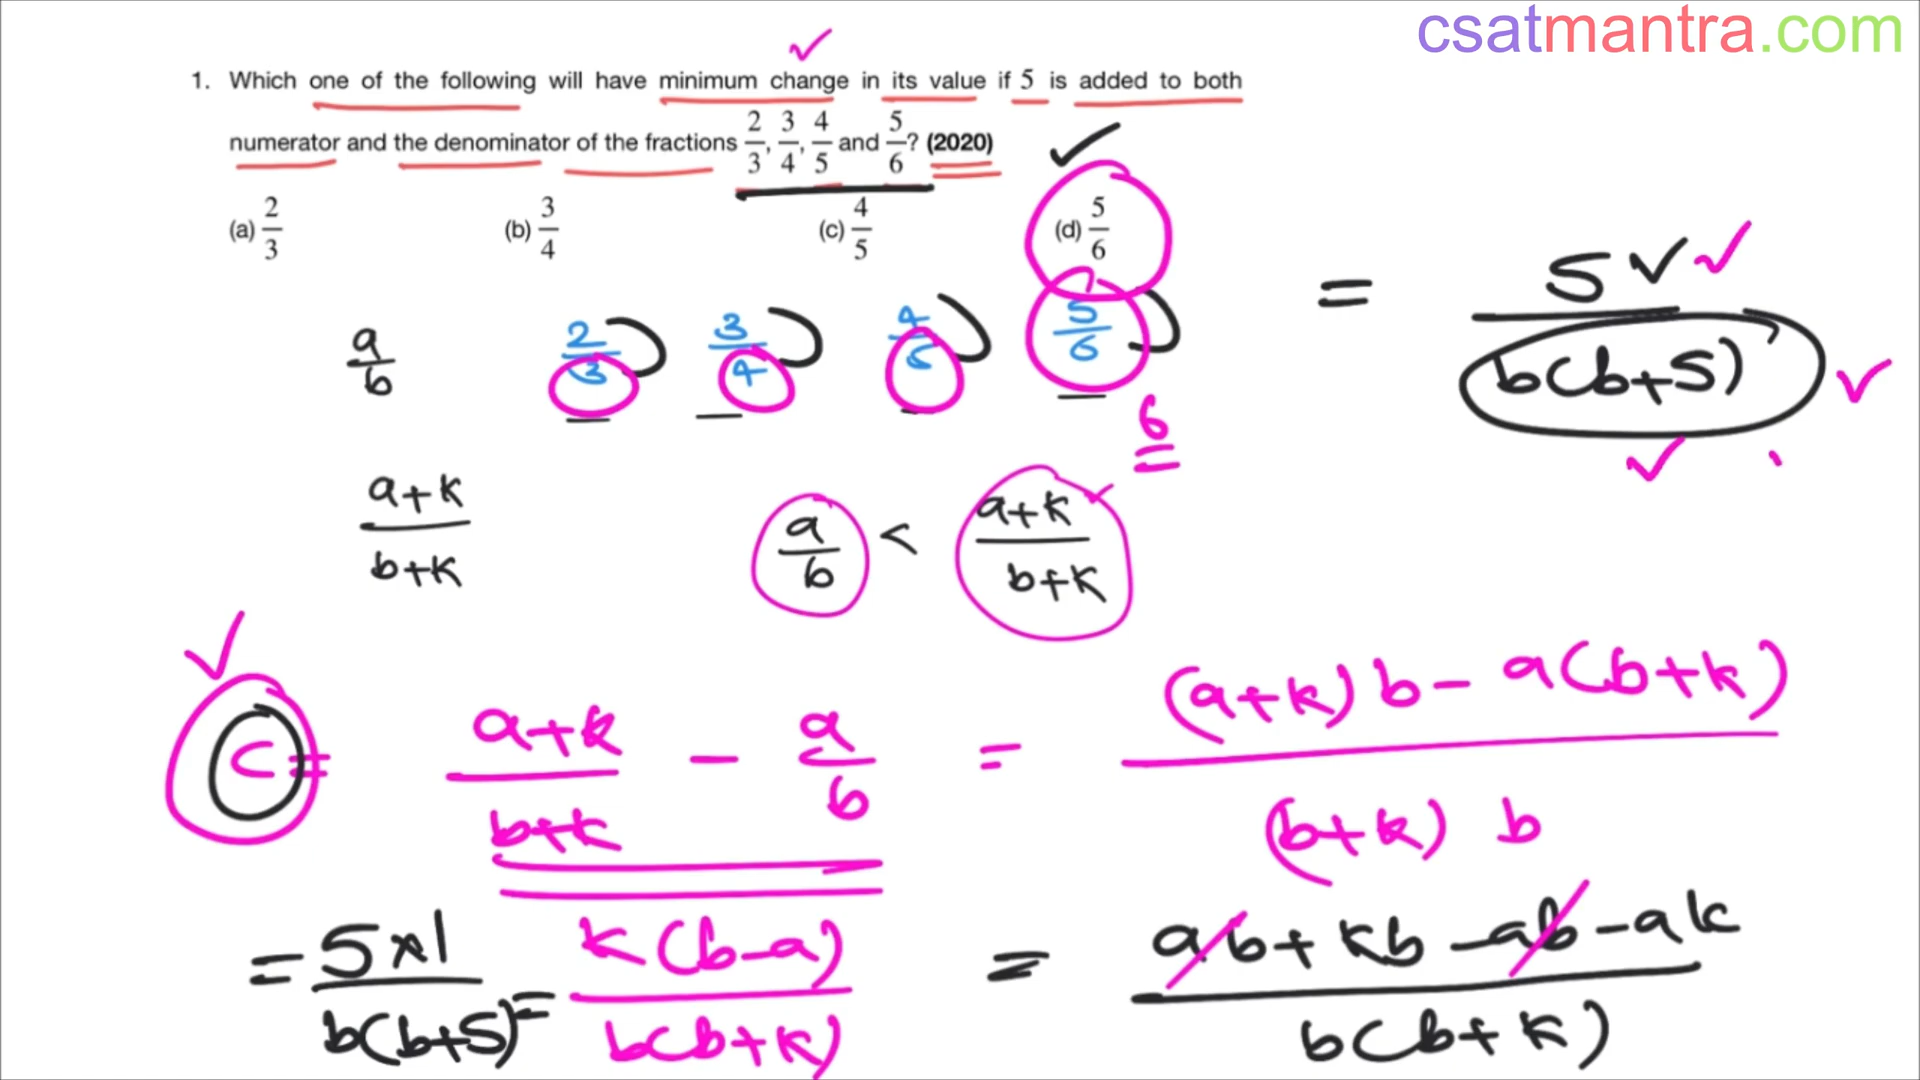 csatmantra.com
1. Which one of the following will have minimum change in its value if 5 is added to both
numerator and the denominator of the fractions 2/3, 3/4, 4/5 and 5/6? (2020)
(a) 2/3 (b) 3/4 (c) 4/5 (d) 5/6
= 5 / b(b+5)
a/b 2/3 3/4 4/5 5/6
6
a+k / b+k a/b < a+k / b+k
C = a+k / b+k - a/b = (a+k)b - a(b+k) / (b+k) b
= 5×1 / b(b+5) = k(b-a) / b(b+k) = ab + kb - ab - ak / b(b+k)